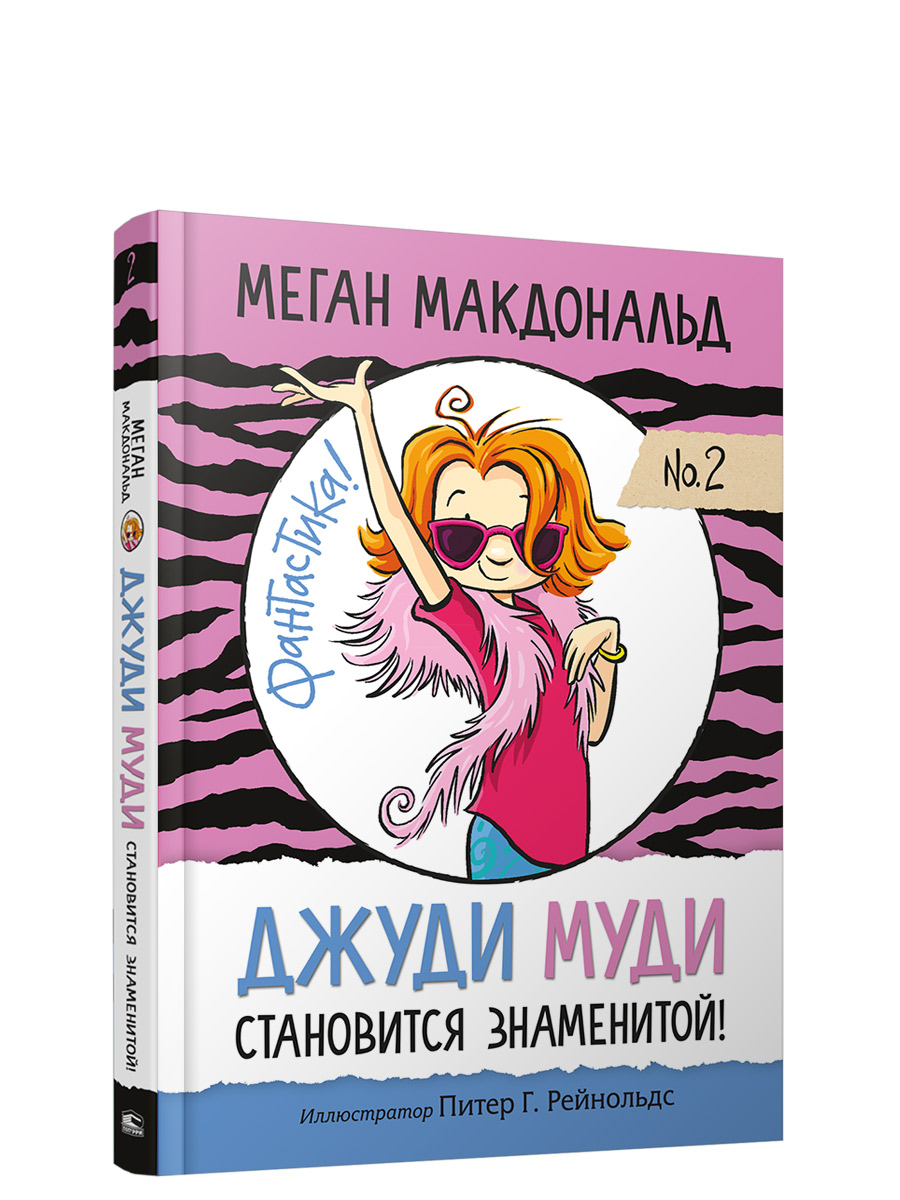 МЕГАН МАКДОНАЛЬД
No.2
Фантастика!
ДЖУДИ МУДИ
СТАНОВИТСЯ ЗНАМЕНИТОЙ!
Иллюстратор Питер Г. Рейнольдс
2
МЕГАН
МАКДОНАЛЬД
ДЖУДИ МУДИ СТАНОВИТСЯ ЗНАМЕНИТОЙ!
ПОПУРРИ